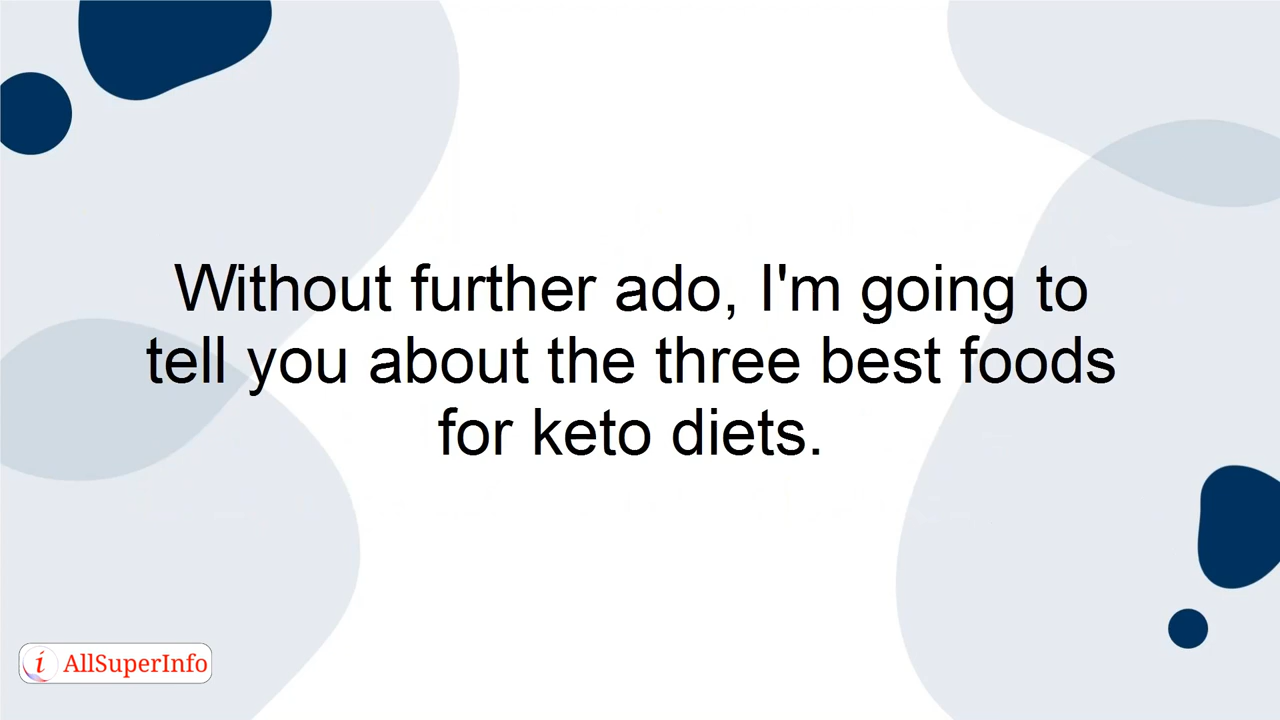 Without further ado, I'm going to
tell you about the three best foods
for keto diets.
i AllSuperInfo